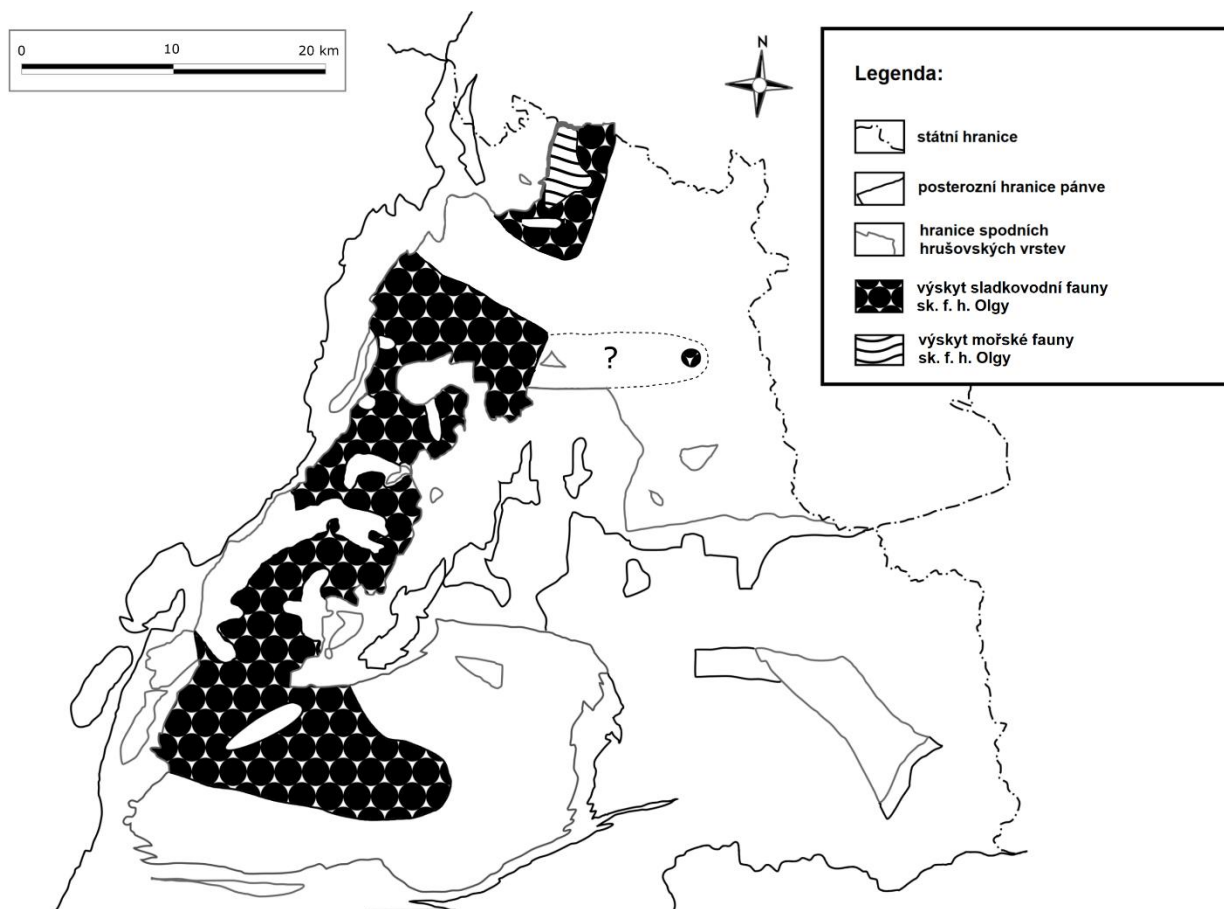 0 10 20 km
N
Legenda:
státní hranice
posterozní hranice pánve
hranice spodních
hrušovských vrstev
výskyt sladkovodní fauny
sk. f. h. Olgy
výskyt mořské fauny
sk. f. h. Olgy
?